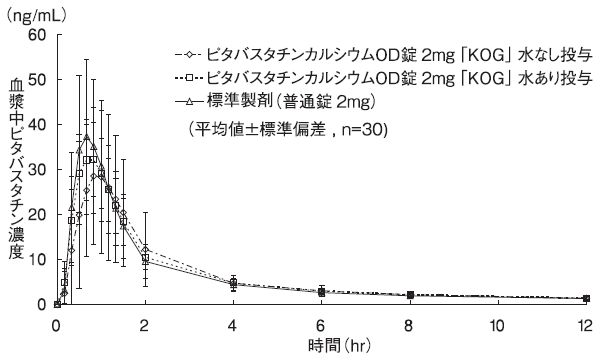 (ng/mL)
60
50
40
30
20
10
0
血漿中ピタバスタチン濃度
ピタバスタチンカルシウムOD錠 2mg「KOG」水なし投与
ピタバスタチンカルシウムOD錠 2mg「KOG」水あり投与
標準製剤(普通錠 2mg)
(平均値±標準偏差 , n=30)
0 2 4 6 8 10 12
時間(hr)